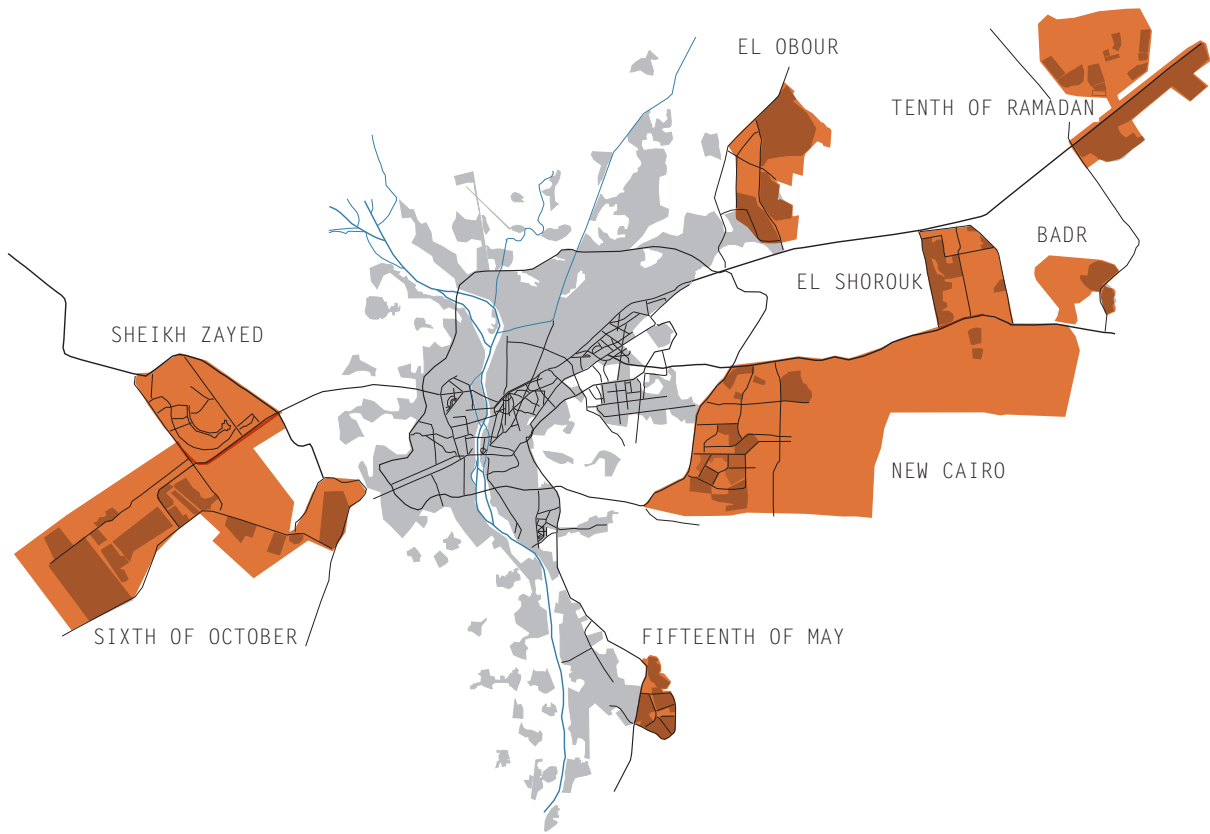 EL OBOUR
TENTH OF RAMADAN
BADR
EL SHOROUK
SHEIKH ZAYED
NEW CAIRO
SIXTH OF OCTOBER
FIFTEENTH OF MAY